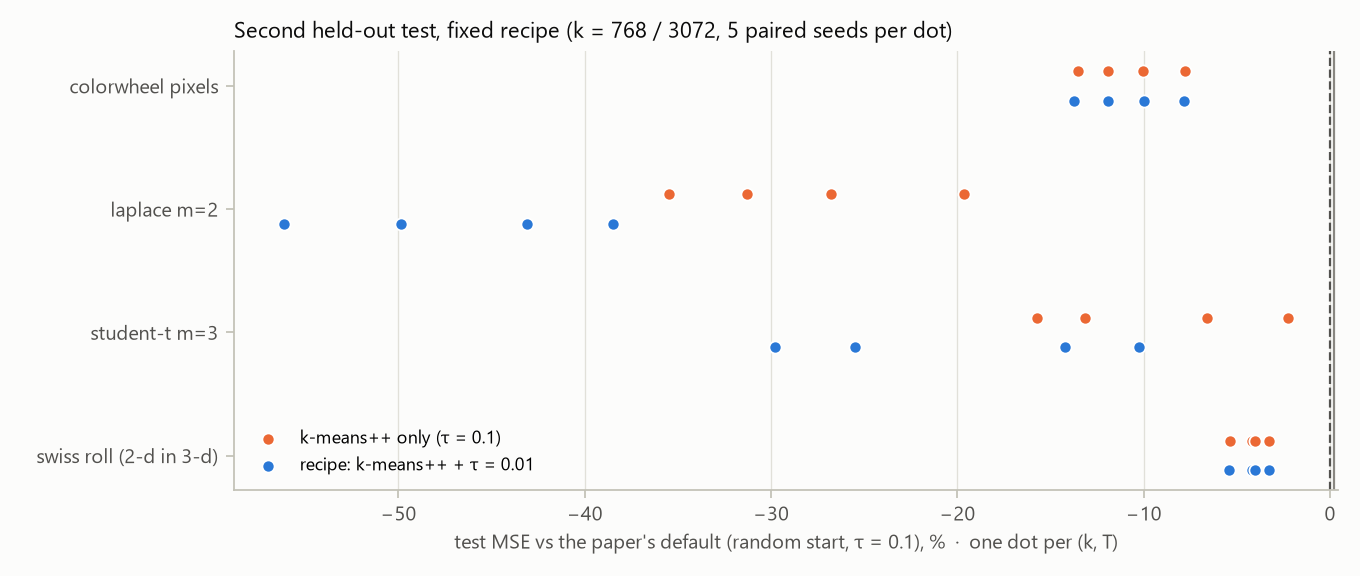 Second held-out test, fixed recipe (k = 768 / 3072, 5 paired seeds per dot)
colorwheel pixels
laplace m=2
student-t m=3
swiss roll (2-d in 3-d)
k-means++ only (τ = 0.1)
recipe: k-means++ + τ = 0.01
−50 −40 −30 −20 −10 0
test MSE vs the paper's default (random start, τ = 0.1), % · one dot per (k, T)